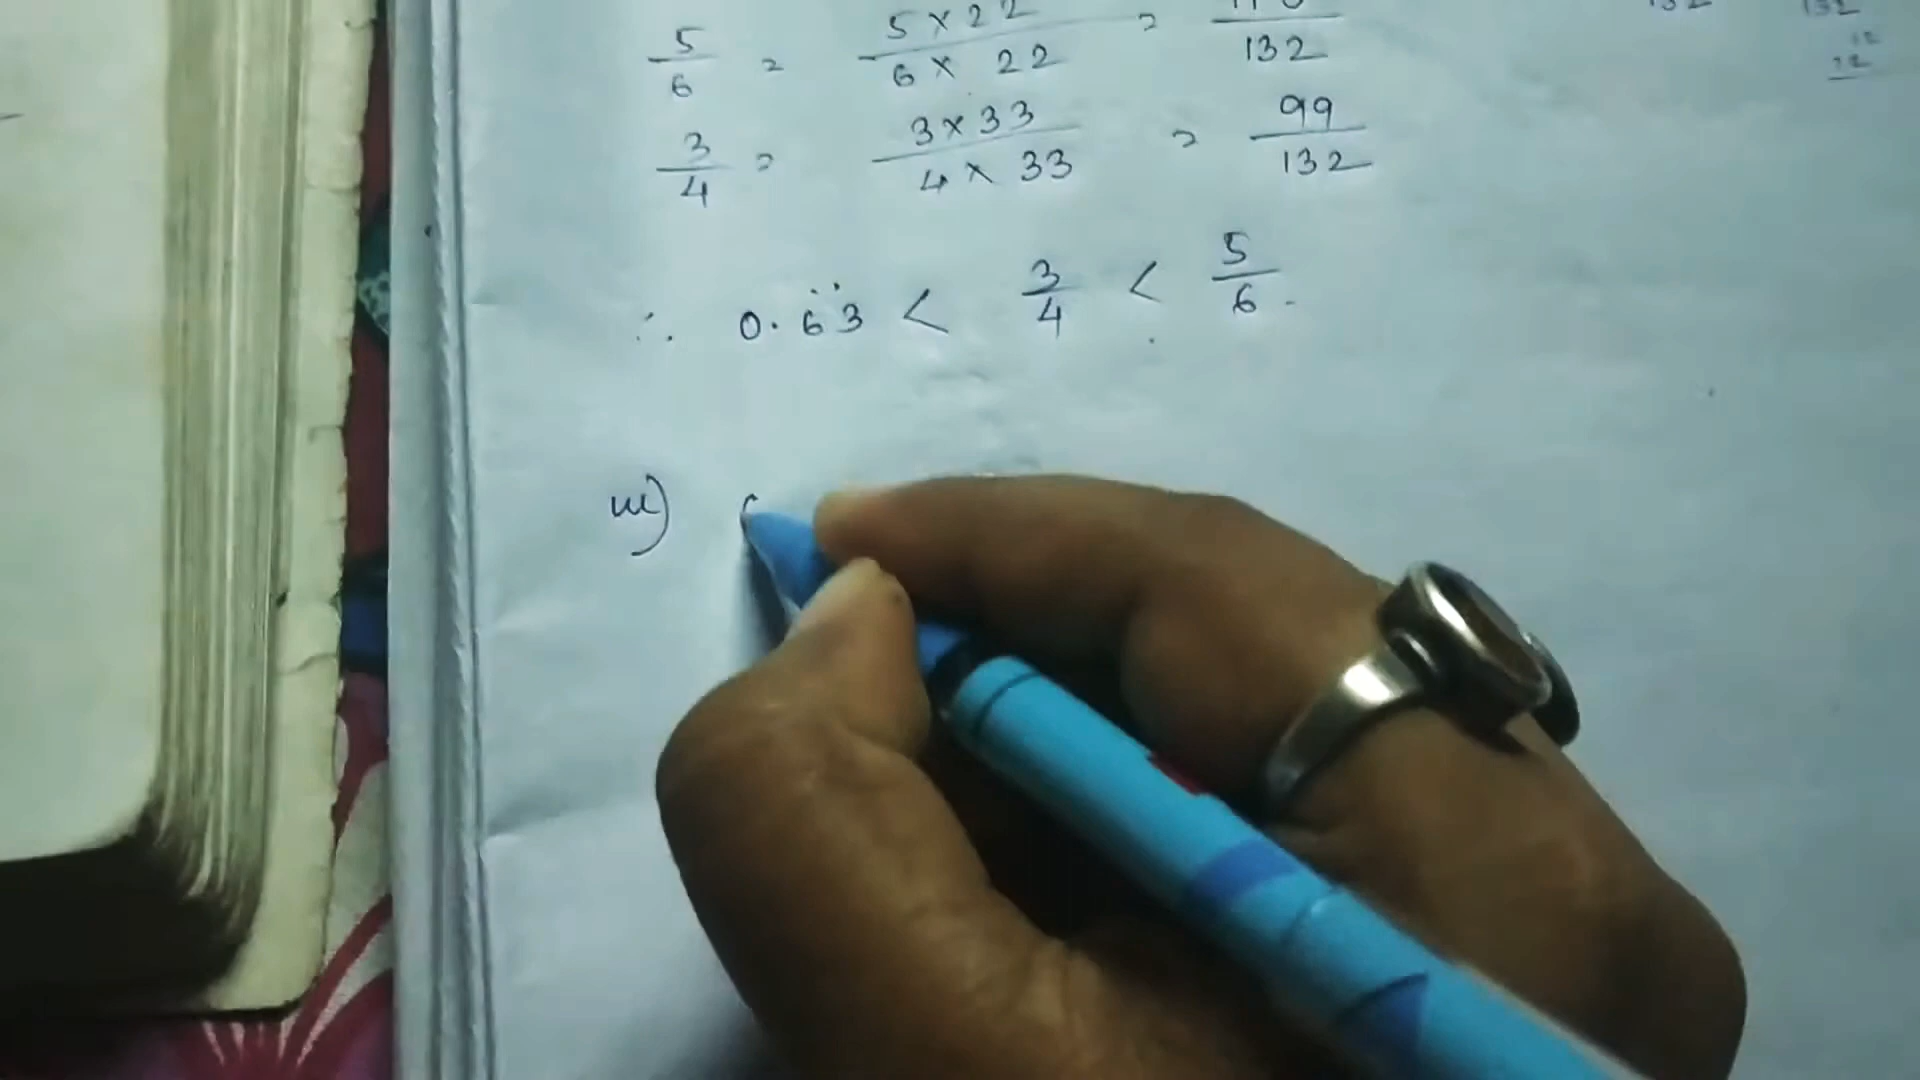 5/6 = 5 × 22 / 6 × 22 = 110/132
3/4 = 3 × 33 / 4 × 33 = 99/132
∴ 0.6̇3̇ < 3/4 < 5/6.
iii)